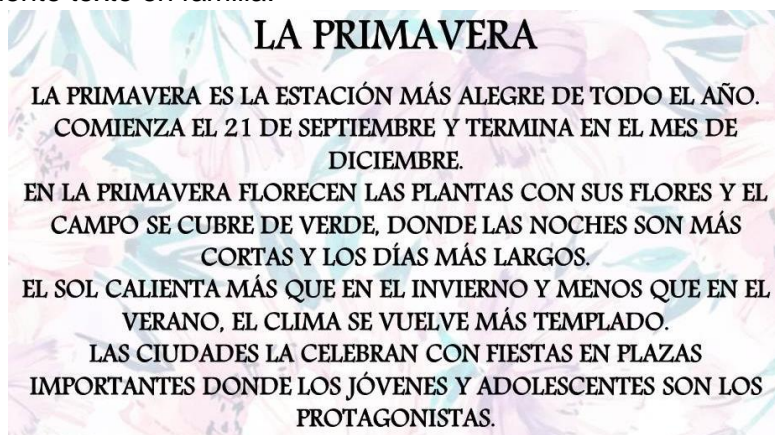 texto en familia.
LA PRIMAVERA
LA PRIMAVERA ES LA ESTACIÓN MÁS ALEGRE DE TODO EL AÑO.
COMIENZA EL 21 DE SEPTIEMBRE Y TERMINA EN EL MES DE
DICIEMBRE.
EN LA PRIMAVERA FLORECEN LAS PLANTAS CON SUS FLORES Y EL
CAMPO SE CUBRE DE VERDE, DONDE LAS NOCHES SON MÁS
CORTAS Y LOS DÍAS MÁS LARGOS.
EL SOL CALIENTA MÁS QUE EN EL INVIERNO Y MENOS QUE EN EL
VERANO, EL CLIMA SE VUELVE MÁS TEMPLADO.
LAS CIUDADES LA CELEBRAN CON FIESTAS EN PLAZAS
IMPORTANTES DONDE LOS JÓVENES Y ADOLESCENTES SON LOS
PROTAGONISTAS.